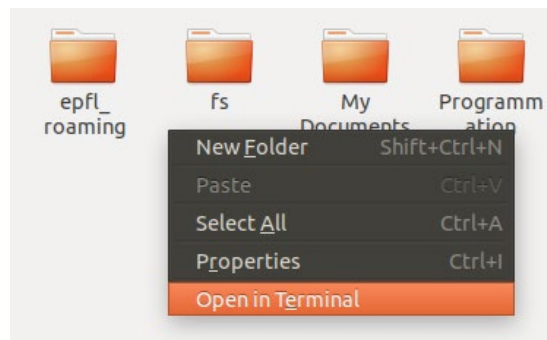 epfl_ fs My Programm
roaming Documents ation
New Folder Shift+Ctrl+N
Paste Ctrl+V
Select All Ctrl+A
Properties Ctrl+I
Open in Terminal